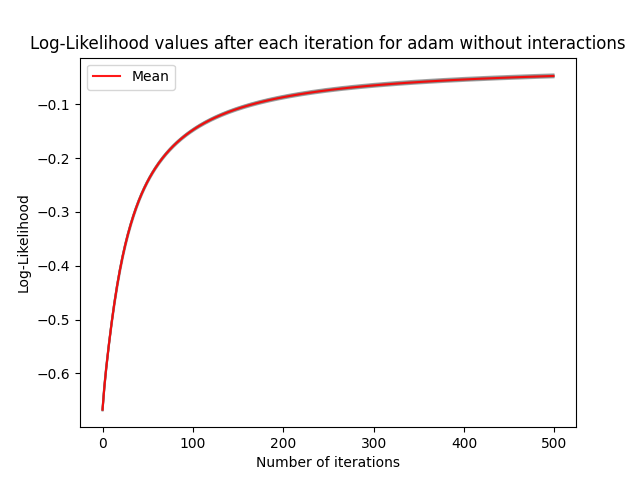 Log-Likelihood values after each iteration for adam without interactions
Mean
−0.1
−0.2
−0.3
−0.4
−0.5
−0.6
Log-Likelihood
0 100 200 300 400 500
Number of iterations